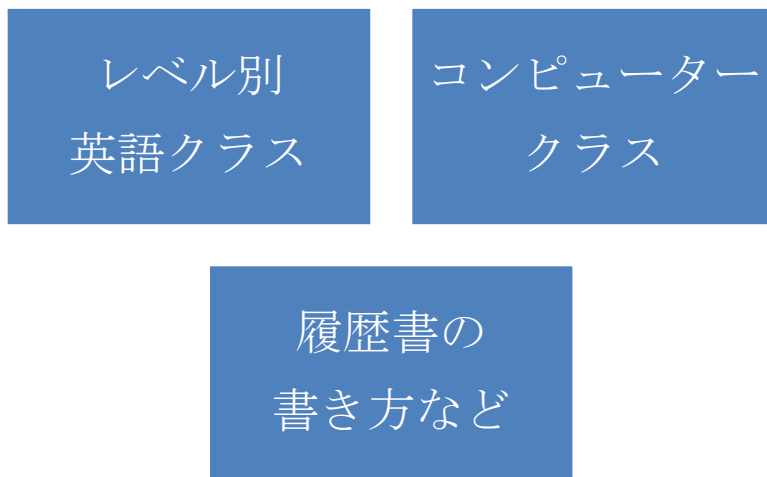 レベル別
英語クラス
コンピューター
クラス
履歴書の
書き方など